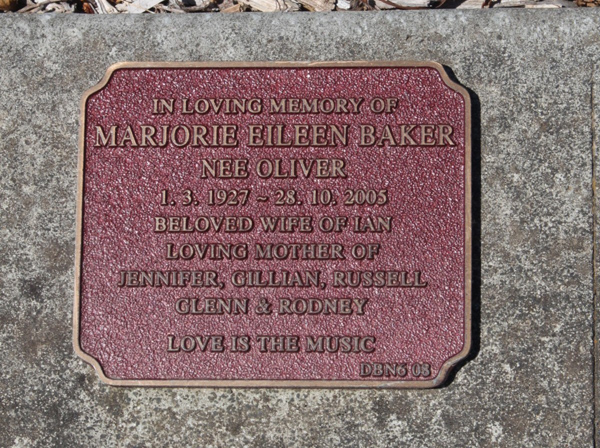 IN LOVING MEMORY OF
MARJORIE EILEEN BAKER
NEE OLIVER
1. 3. 1927 ~ 28. 10. 2005
BELOVED WIFE OF IAN
LOVING MOTHER OF
JENNIFER, GILLIAN, RUSSELL
GLENN & RODNEY
LOVE IS THE MUSIC
DBNo 08